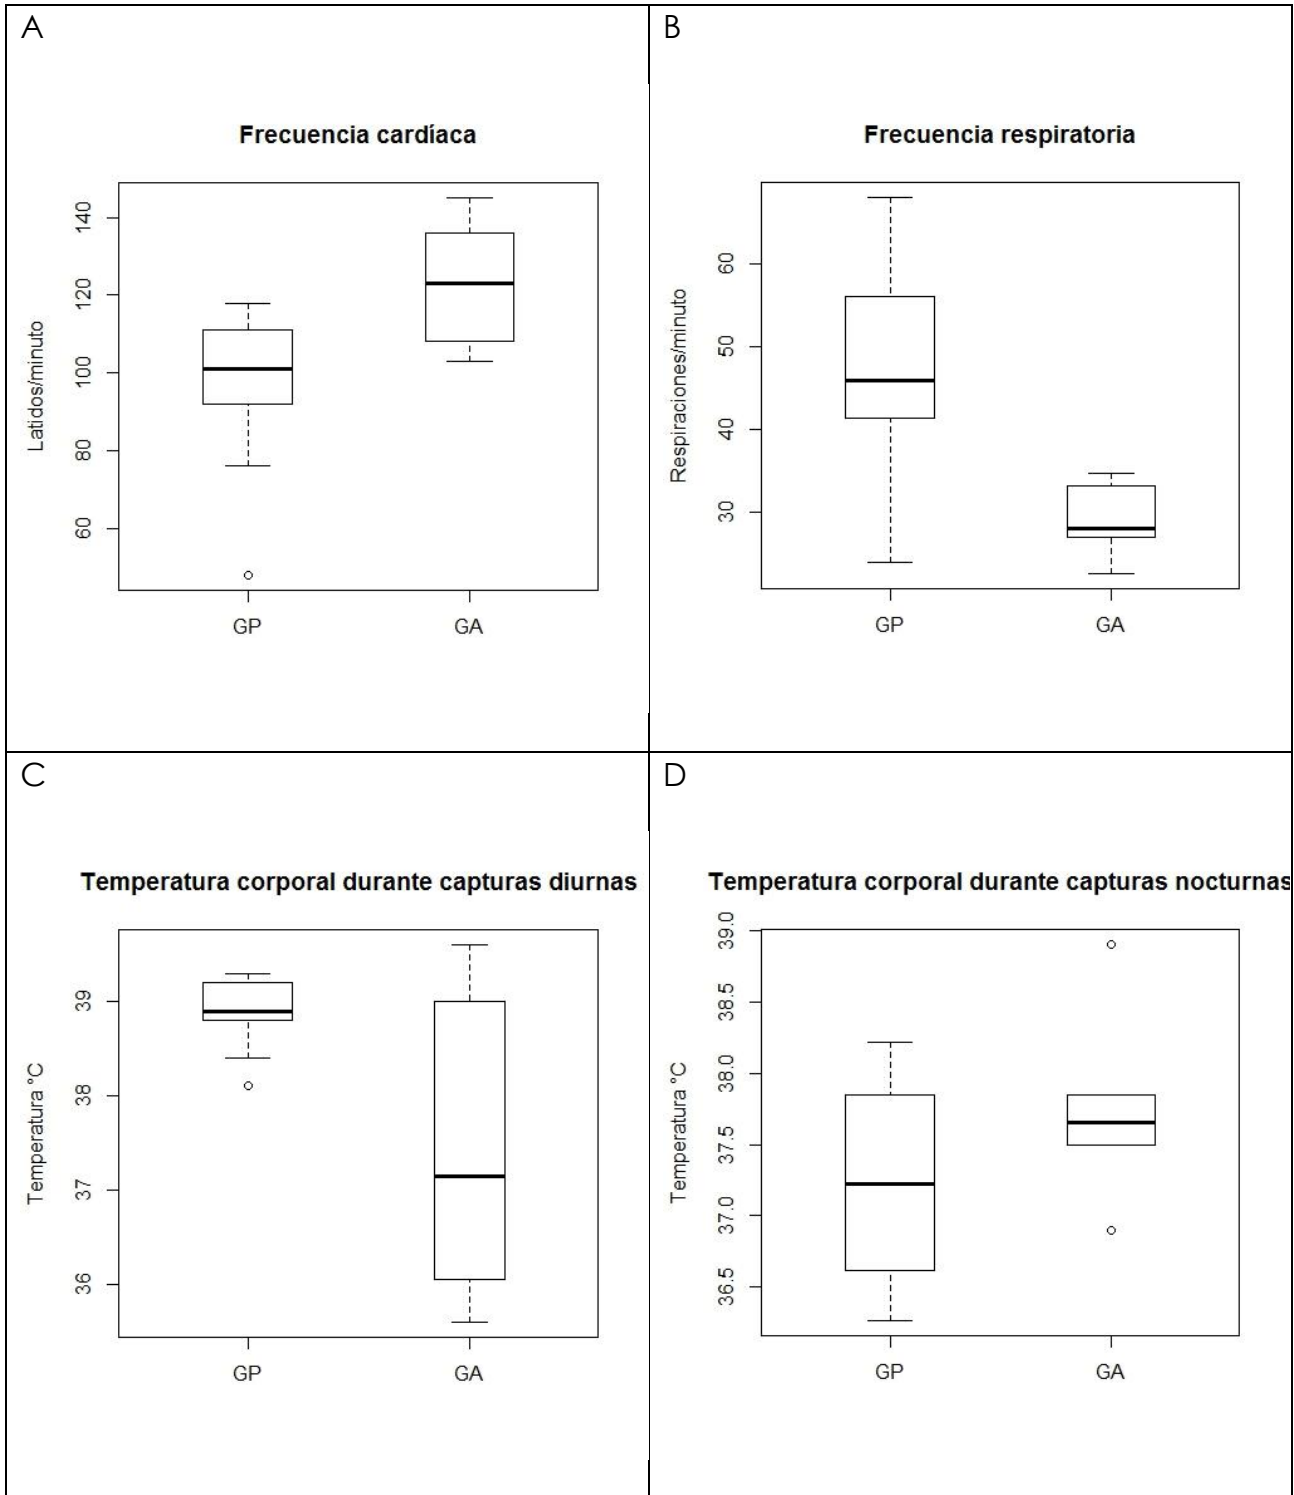 A
Frecuencia cardíaca
Latidos/minuto
140
120
100
80
60
GP
GA
B
Frecuencia respiratoria
Respiraciones/minuto
60
50
40
30
GP
GA
C
Temperatura corporal durante capturas diurnas
Temperatura °C
39
38
37
36
GP
GA
D
Temperatura corporal durante capturas nocturnas
Temperatura °C
39.0
38.5
38.0
37.5
37.0
36.5
GP
GA